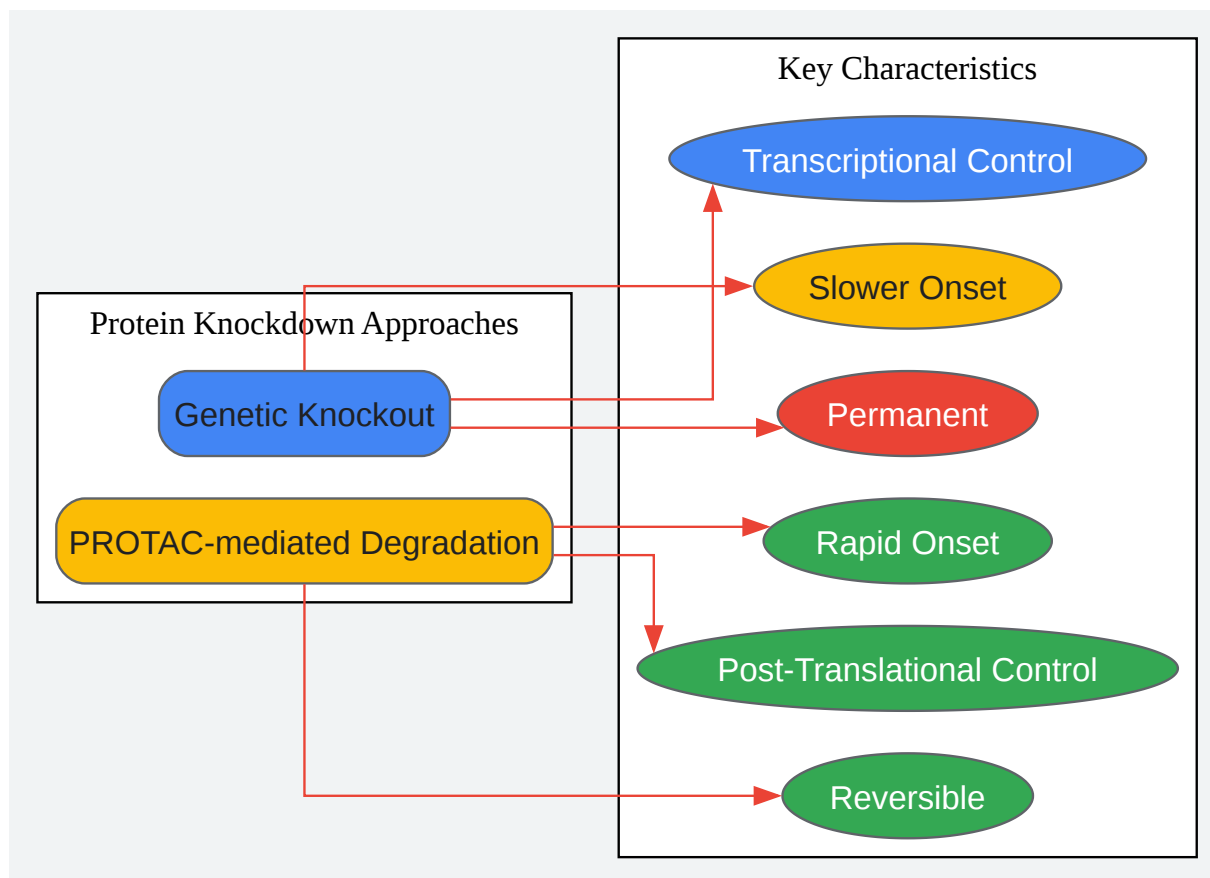 Key Characteristics
Transcriptional Control
Slower Onset
Protein Knockdown Approaches
Genetic Knockout
Permanent
PROTAC-mediated Degradation
Rapid Onset
Post-Translational Control
Reversible